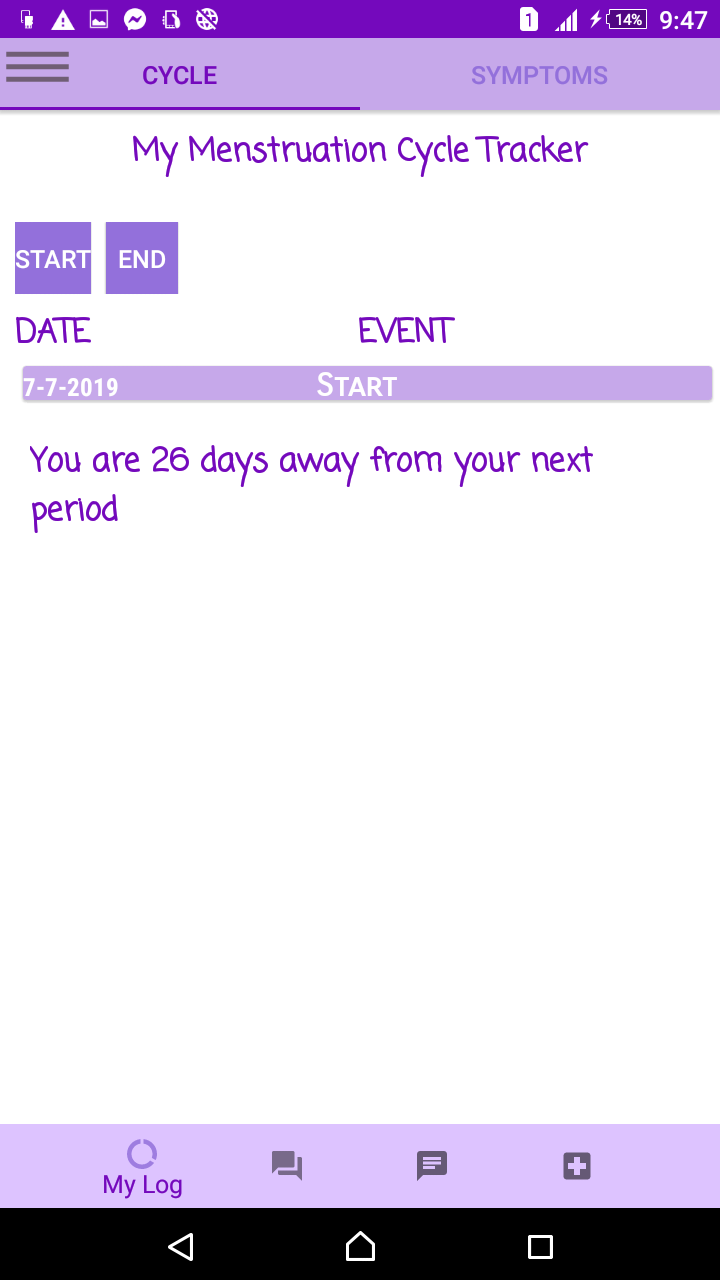 1 14% 9:47
CYCLE SYMPTOMS
My Menstruation Cycle Tracker
START END
DATE EVENT
7-7-2019 START
You are 26 days away from your next
period
My Log